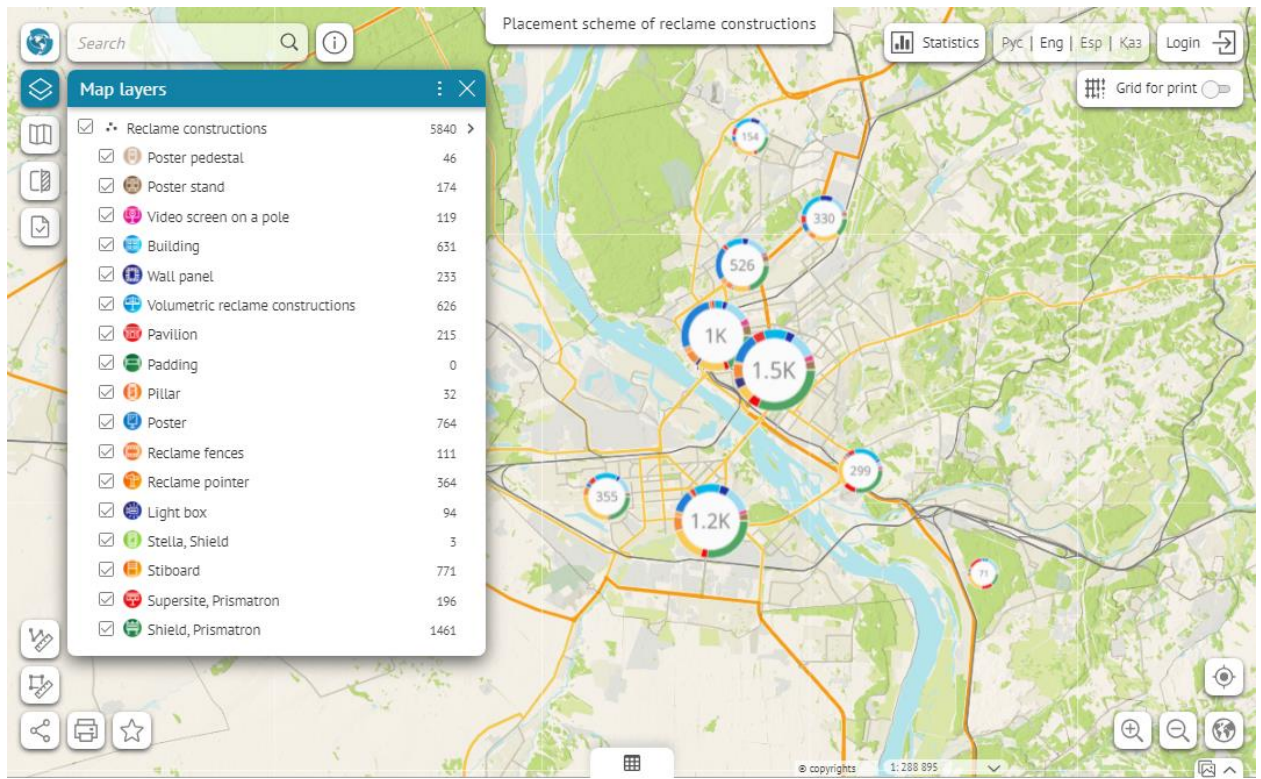 Placement scheme of reclame constructions
Search
Statistics
Рус | Eng | Esp | Каз
Login
Map layers
Grid for print
Reclame constructions 5840
Poster pedestal 46
Poster stand 174
Video screen on a pole 119
Building 631
Wall panel 233
Volumetric reclame constructions 626
Pavilion 215
Padding 0
Pillar 32
Poster 764
Reclame fences 111
Reclame pointer 364
Light box 94
Stella, Shield 3
Stiboard 771
Supersite, Prismatron 196
Shield, Prismatron 1461
154
330
526
1K
1.5K
299
355
1.2K
71
© copyrights
1: 288 895